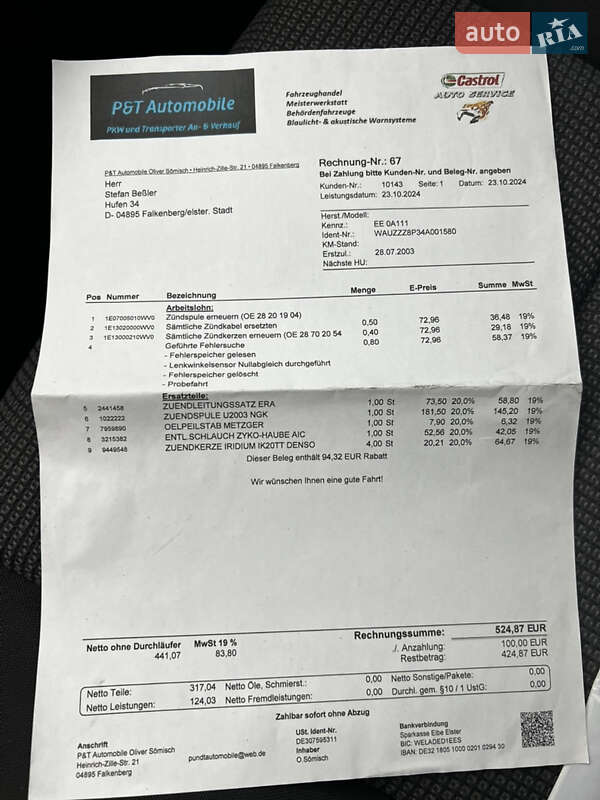 auto RIA .com
P&T Automobile
PKW und Transporter An- & Verkauf
Fahrzeughandel
Meisterwerkstatt
Behördenfahrzeuge
Blaulicht- & akustische Warnsysteme
Castrol
AUTO SERVICE
P&T Automobile Oliver Sömisch • Heinrich-Zille-Str. 21 • 04895 Falkenberg
Herr
Stefan Beßler
Hufen 34
D- 04895 Falkenberg/elster. Stadt
Rechnung-Nr.: 67
Bei Zahlung bitte Kunden-Nr. und Beleg-Nr. angeben
Kunden-Nr.: 10143 Seite: 1 Datum: 23.10.2024
Leistungsdatum: 23.10.2024
Herst./Modell:
Kennz.: EE 0A111
Ident-Nr.: WAUZZZ8P34A001580
KM-Stand:
Erstzul.: 28.07.2003
Nächste HU:
Pos Nummer Bezeichnung Menge E-Preis Summe MwSt
Arbeitslohn:
1 1E07005010WV0 Zündspule erneuern (OE 28 20 19 04) 0,50 72,96 36,48 19%
2 1E13020000WV0 Sämtliche Zündkabel ersetzten 0,40 72,96 29,18 19%
3 1E13000210WV0 Sämtliche Zündkerzen erneuern (OE 28 70 20 54 0,80 72,96 58,37 19%
4 Geführte Fehlersuche
- Fehlerspeicher gelesen
- Lenkwinkelsensor Nullabgleich durchgeführt
- Fehlerspeicher gelöscht
- Probefahrt
Ersatzteile:
5 2441458 ZUENDLEITUNGSSATZ ERA 1,00 St 73,50 20,0% 58,80 19%
6 1022222 ZUENDSPULE U2003 NGK 1,00 St 181,50 20,0% 145,20 19%
7 7959890 OELPEILSTAB METZGER 1,00 St 7,90 20,0% 6,32 19%
8 3215382 ENTL.SCHLAUCH ZYKO-HAUBE AIC 1,00 St 52,56 20,0% 42,05 19%
9 9449548 ZUENDKERZE IRIDIUM IK20TT DENSO 4,00 St 20,21 20,0% 64,67 19%
Dieser Beleg enthält 94,32 EUR Rabatt
Wir wünschen Ihnen eine gute Fahrt!
Netto ohne Durchläufer MwSt 19 % Rechnungssumme: 524,87 EUR
441,07 83,80 ./. Anzahlung: 100,00 EUR
Restbetrag: 424,87 EUR
Netto Teile: 317,04 Netto Öle, Schmierst.: 0,00 Netto Sonstige/Pakete: 0,00
Netto Leistungen: 124,03 Netto Fremdleistungen: 0,00 Durchl. gem. §10 / 1 UstG: 0,00
Zahlbar sofort ohne Abzug
Anschrift
P&T Automobile Oliver Sömisch
Heinrich-Zille-Str. 21
04895 Falkenberg
pundtautomobile@web.de
USt. Ident-Nr.
DE307595311
Inhaber
O.Sömisch
Bankverbindung
Sparkasse Elbe Elster
BIC: WELADED1EES
IBAN: DE32 1805 1000 0201 0294 30